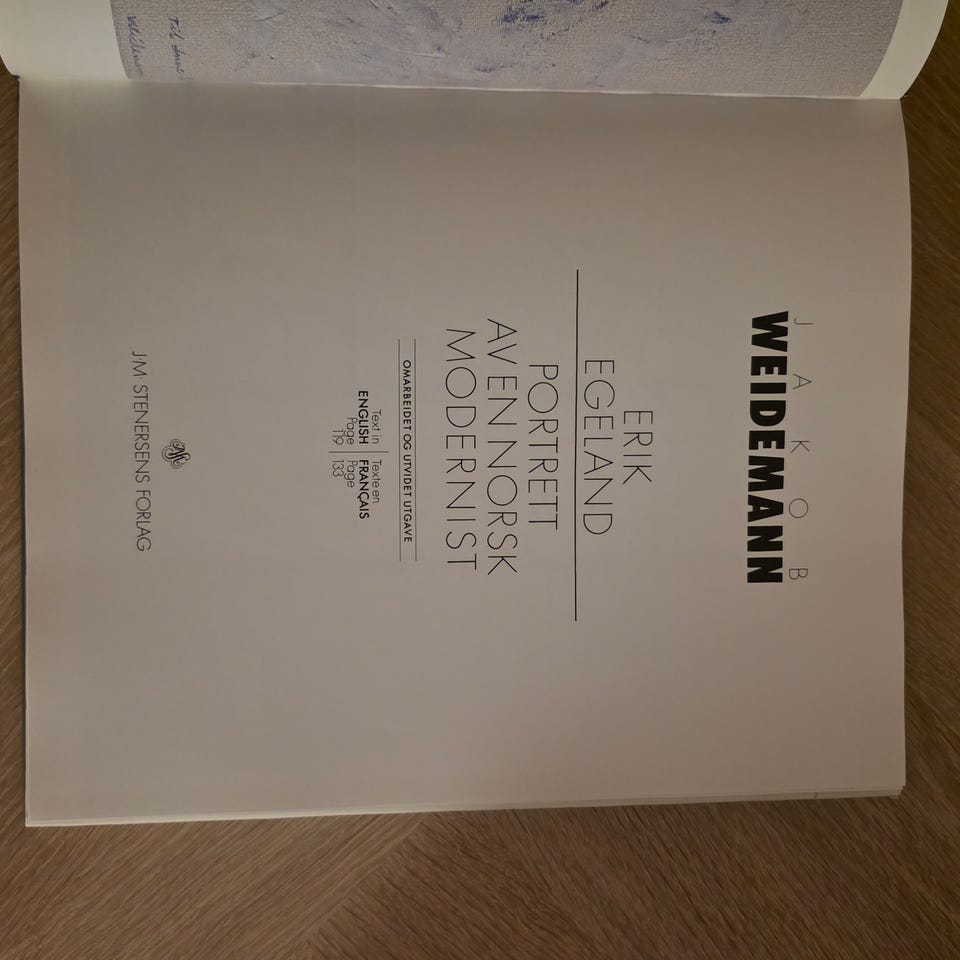 JAKOB
WEIDEMANN
ERIK
EGELAND
PORTRETT
AV EN NORSK
MODERNIST
OMARBEIDET OG UTVIDET UTGAVE
Text in
ENGLISH
Page
119
Texte en
FRANÇAIS
Page
133
J·M STENERSENS FORLAG